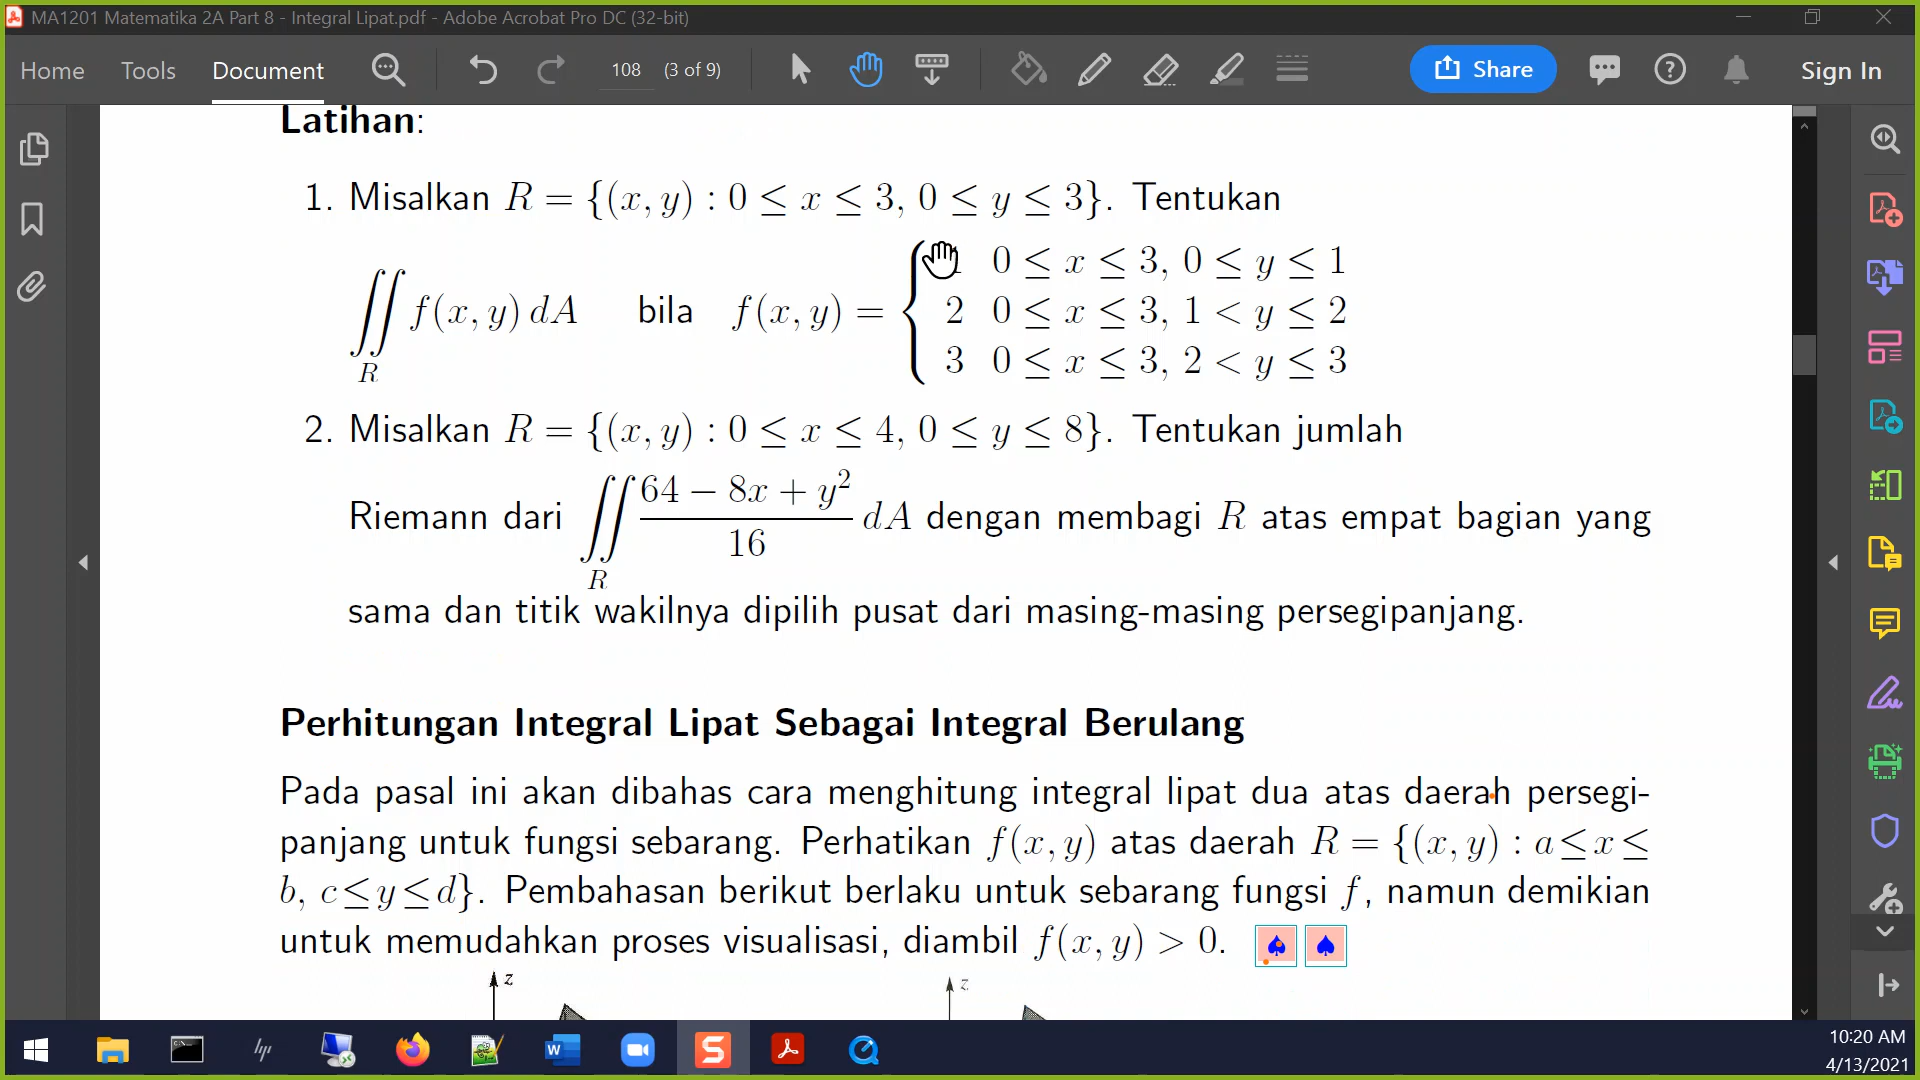 MA1201 Matematika 2A Part 8 - Integral Lipat.pdf - Adobe Acrobat Pro DC (32-bit)
Home Tools Document 108 (3 of 9) Share Sign In
Latihan:
1. Misalkan R = {(x, y) : 0 ≤ x ≤ 3, 0 ≤ y ≤ 3}. Tentukan
∬_R f(x, y) dA bila f(x, y) = {
0 ≤ x ≤ 3, 0 ≤ y ≤ 1
2 0 ≤ x ≤ 3, 1 < y ≤ 2
3 0 ≤ x ≤ 3, 2 < y ≤ 3
2. Misalkan R = {(x, y) : 0 ≤ x ≤ 4, 0 ≤ y ≤ 8}. Tentukan jumlah
Riemann dari ∬_R (64 − 8x + y²)/16 dA dengan membagi R atas empat bagian yang
sama dan titik wakilnya dipilih pusat dari masing-masing persegipanjang.
Perhitungan Integral Lipat Sebagai Integral Berulang
Pada pasal ini akan dibahas cara menghitung integral lipat dua atas daerah persegi-
panjang untuk fungsi sebarang. Perhatikan f(x, y) atas daerah R = {(x, y) : a ≤ x ≤
b, c ≤ y ≤ d}. Pembahasan berikut berlaku untuk sebarang fungsi f, namun demikian
untuk memudahkan proses visualisasi, diambil f(x, y) > 0. ♠ ♠
z z
10:20 AM
4/13/2021